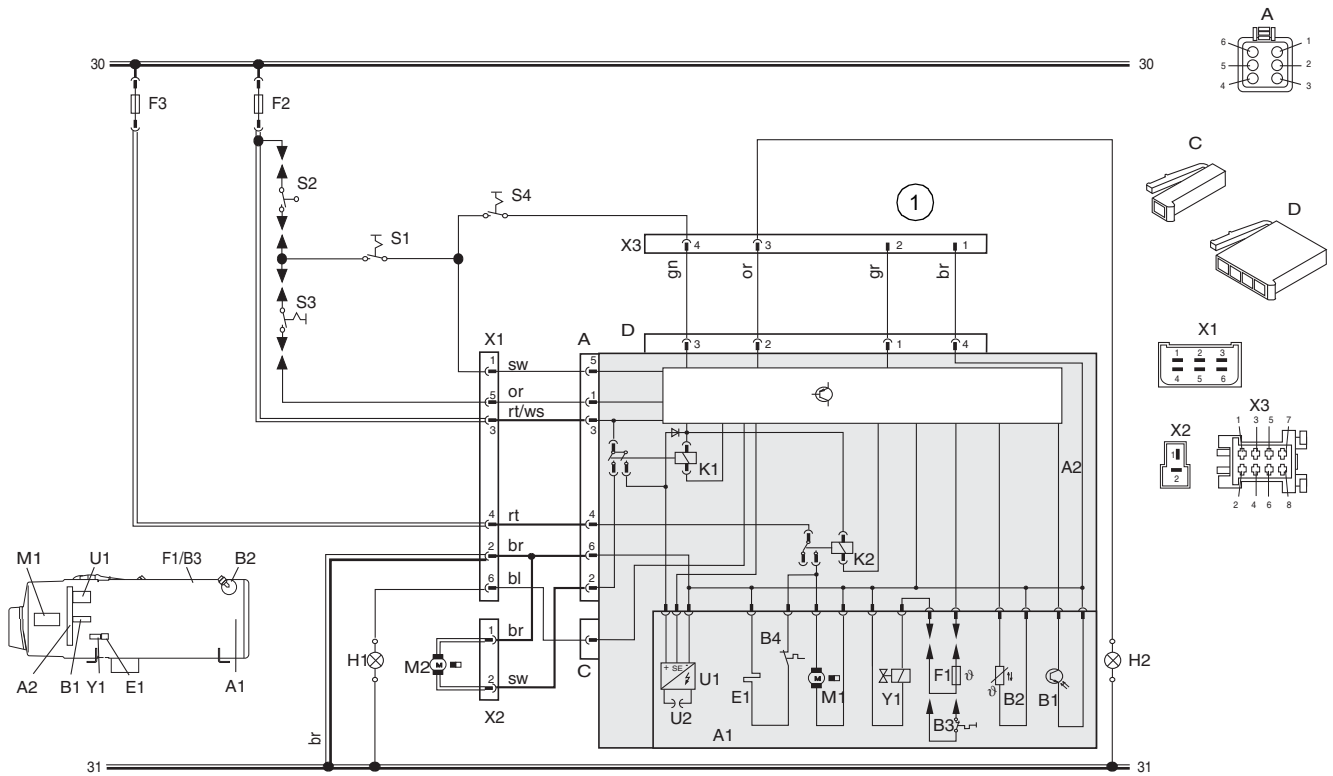 A
6 1
5 2
4 3
30 30
F3 F2
S2
S4
S1
1
C
X3 4 3 2 1
gn or gr br
D
S3
X1 A D 3 2 1 4
X1
1 2 3
4 5 6
1 sw 5
5 or 1
rt/ws
3 3
X3
1 3 5 7
X2
1
2
2 4 6 8
K1
A2
4 rt 4
2 br 6
K2
M1 U1 F1/B3 B2
6 bl 2
1 br
B4
H1 M2 C
+ SE
U1 E1 M1 Y1 F1 ϑ ϑ B2 B1
H2
M M
A2 B1 Y1 E1 A1
2 sw
U2
B3
X2
A1
br
31 31